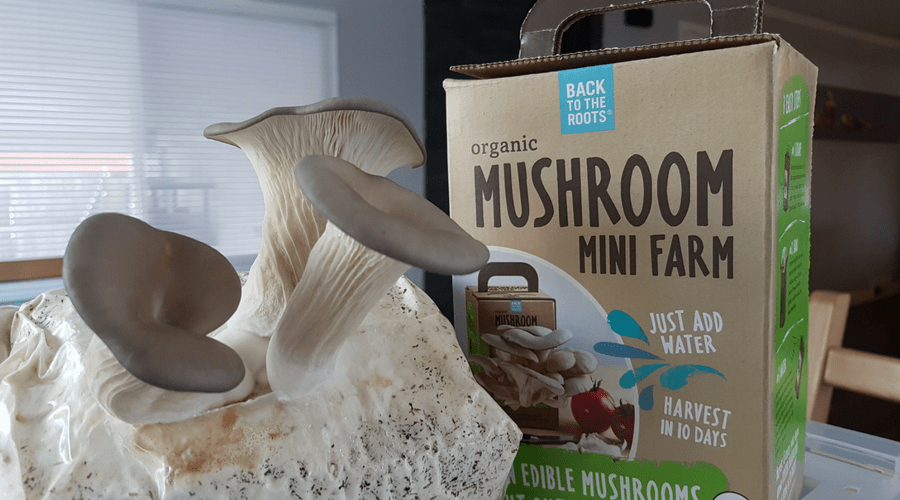 BACK
TO THE
ROOTS®
organic
MUSHROOM
MINI FARM
MUSHROOM
JUST ADD
WATER
HARVEST
IN 10 DAYS
EDIBLE MUSHROOMS